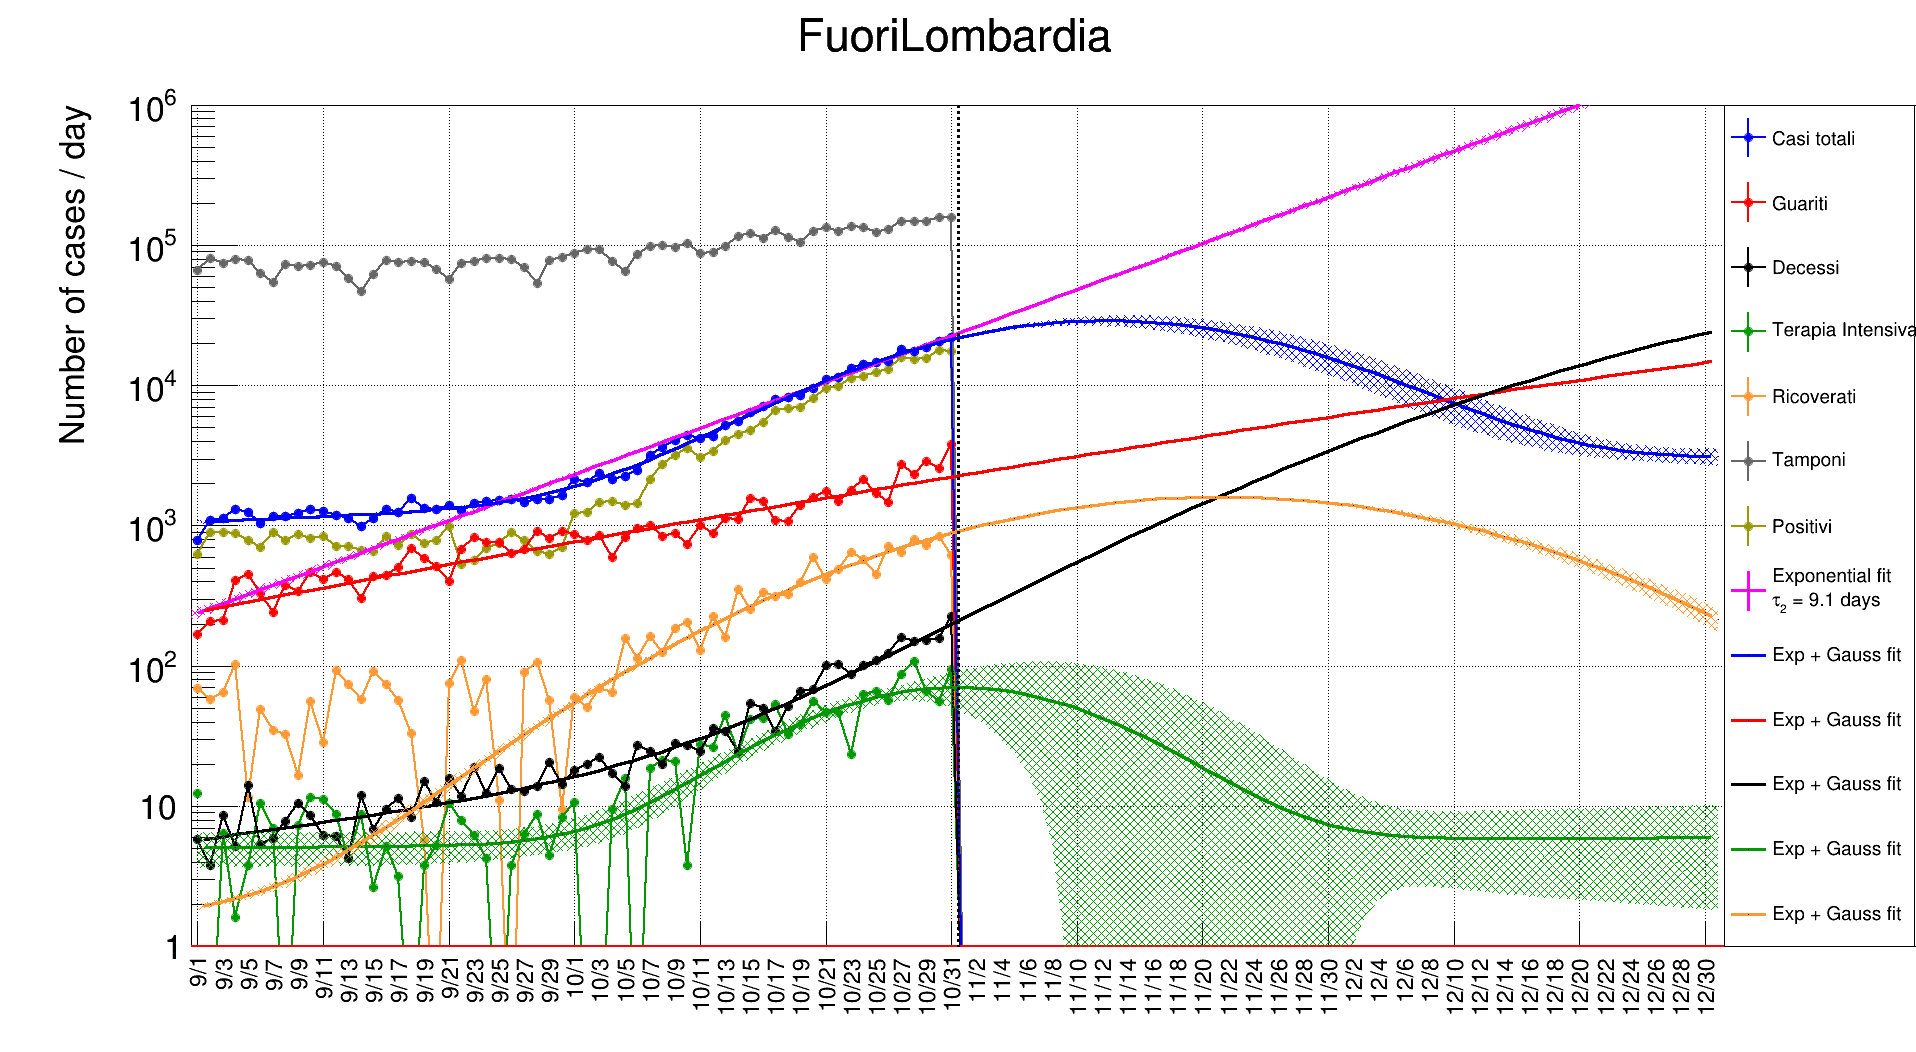 FuoriLombardia
Number of cases / day
10^6
10^5
10^4
10^3
10^2
10
1
9/1 9/3 9/5 9/7 9/9 9/11 9/13 9/15 9/17 9/19 9/21 9/23 9/25 9/27 9/29 10/1 10/3 10/5 10/7 10/9 10/11 10/13 10/15 10/17 10/19 10/21 10/23 10/25 10/27 10/29 10/31 11/2 11/4 11/6 11/8 11/10 11/12 11/14 11/16 11/18 11/20 11/22 11/24 11/26 11/28 11/30 12/2 12/4 12/6 12/8 12/10 12/12 12/14 12/16 12/18 12/20 12/22 12/24 12/26 12/28 12/30
Casi totali
Guariti
Decessi
Terapia Intensiva
Ricoverati
Tamponi
Positivi
Exponential fit
τ₂ = 9.1 days
Exp + Gauss fit
Exp + Gauss fit
Exp + Gauss fit
Exp + Gauss fit
Exp + Gauss fit